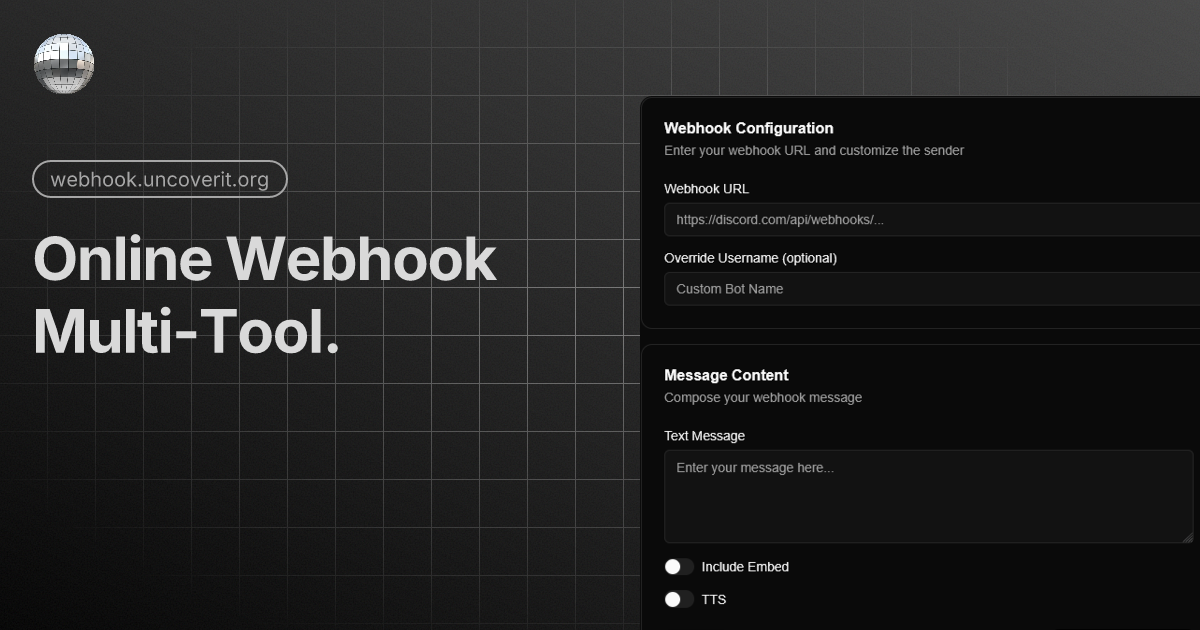 webhook.uncoverit.org
Online Webhook
Multi-Tool.
Webhook Configuration
Enter your webhook URL and customize the sender
Webhook URL
https://discord.com/api/webhooks/...
Override Username (optional)
Custom Bot Name
Message Content
Compose your webhook message
Text Message
Enter your message here...
Include Embed
TTS